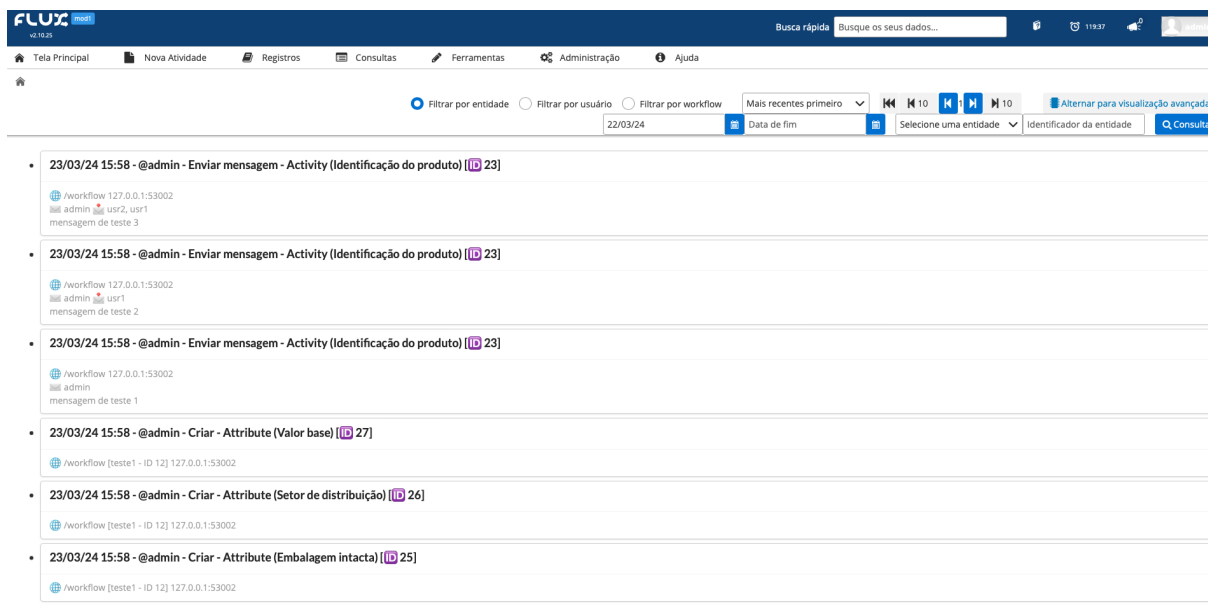 FLUX mod1
v2.10.25
Busca rápida Busque os seus dados... 119:37 0
Tela Principal Nova Atividade Registros Consultas Ferramentas Administração Ajuda
Filtrar por entidade Filtrar por usuário Filtrar por workflow Mais recentes primeiro 10 1 10 Alternar para visualização avançada
22/03/24 Data de fim Selecione uma entidade Identificador da entidade Consulta
23/03/24 15:58 - @admin - Enviar mensagem - Activity (Identificação do produto) [ID 23]
/workflow 127.0.0.1:53002
admin usr2, usr1
mensagem de teste 3
23/03/24 15:58 - @admin - Enviar mensagem - Activity (Identificação do produto) [ID 23]
/workflow 127.0.0.1:53002
admin usr1
mensagem de teste 2
23/03/24 15:58 - @admin - Enviar mensagem - Activity (Identificação do produto) [ID 23]
/workflow 127.0.0.1:53002
admin
mensagem de teste 1
23/03/24 15:58 - @admin - Criar - Attribute (Valor base) [ID 27]
/workflow [teste1 - ID 12] 127.0.0.1:53002
23/03/24 15:58 - @admin - Criar - Attribute (Setor de distribuição) [ID 26]
/workflow [teste1 - ID 12] 127.0.0.1:53002
23/03/24 15:58 - @admin - Criar - Attribute (Embalagem intacta) [ID 25]
/workflow [teste1 - ID 12] 127.0.0.1:53002